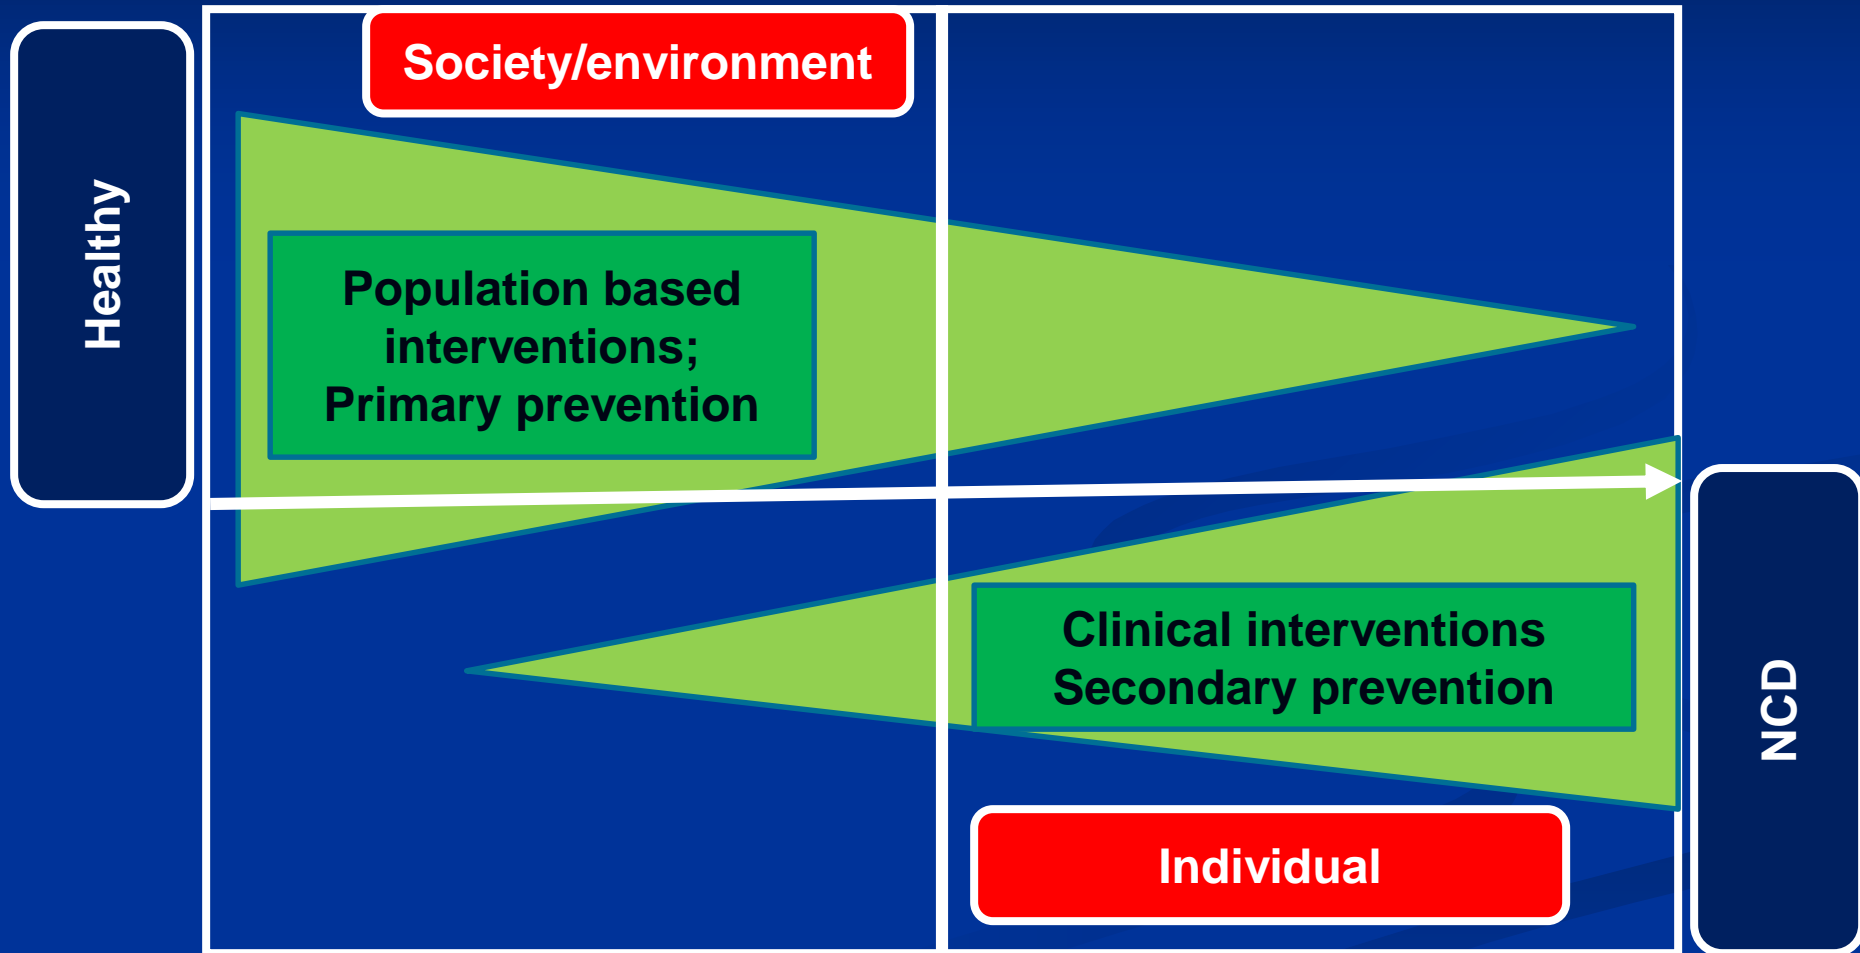 Society/environment
Healthy
Population based
interventions;
Primary prevention
Clinical interventions
Secondary prevention
NCD
Individual